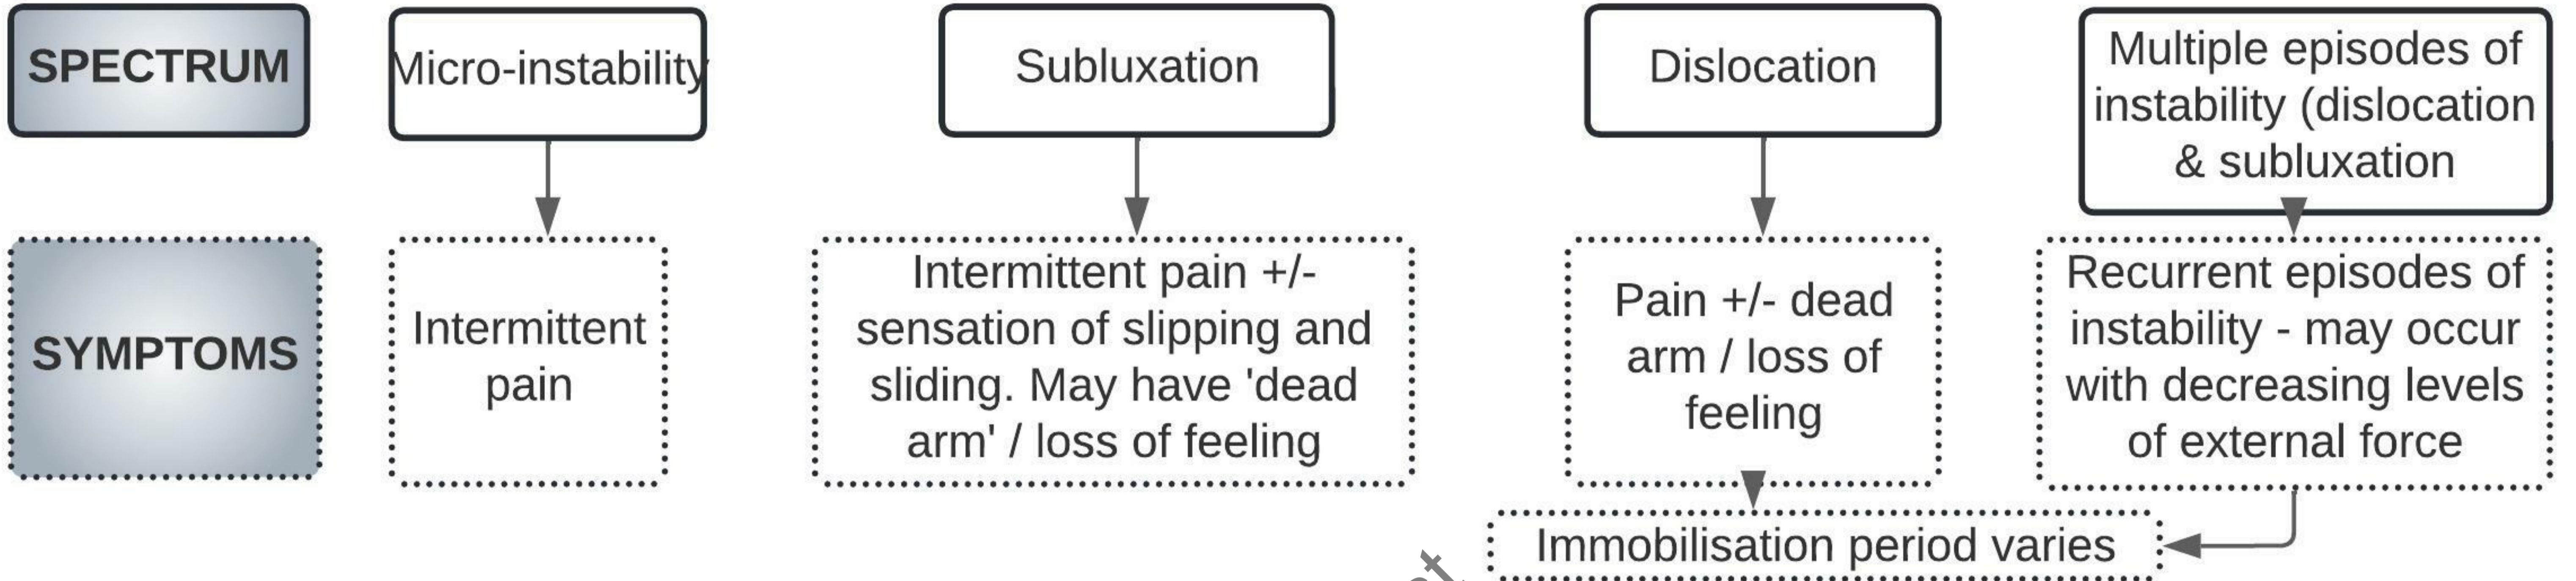 SPECTRUM
Micro-instability
Subluxation
Dislocation
Multiple episodes of
instability (dislocation
& subluxation
SYMPTOMS
Intermittent
pain
Intermittent pain +/-
sensation of slipping and
sliding. May have 'dead
arm' / loss of feeling
Pain +/- dead
arm / loss of
feeling
Recurrent episodes of
instability - may occur
with decreasing levels
of external force
Immobilisation period varies